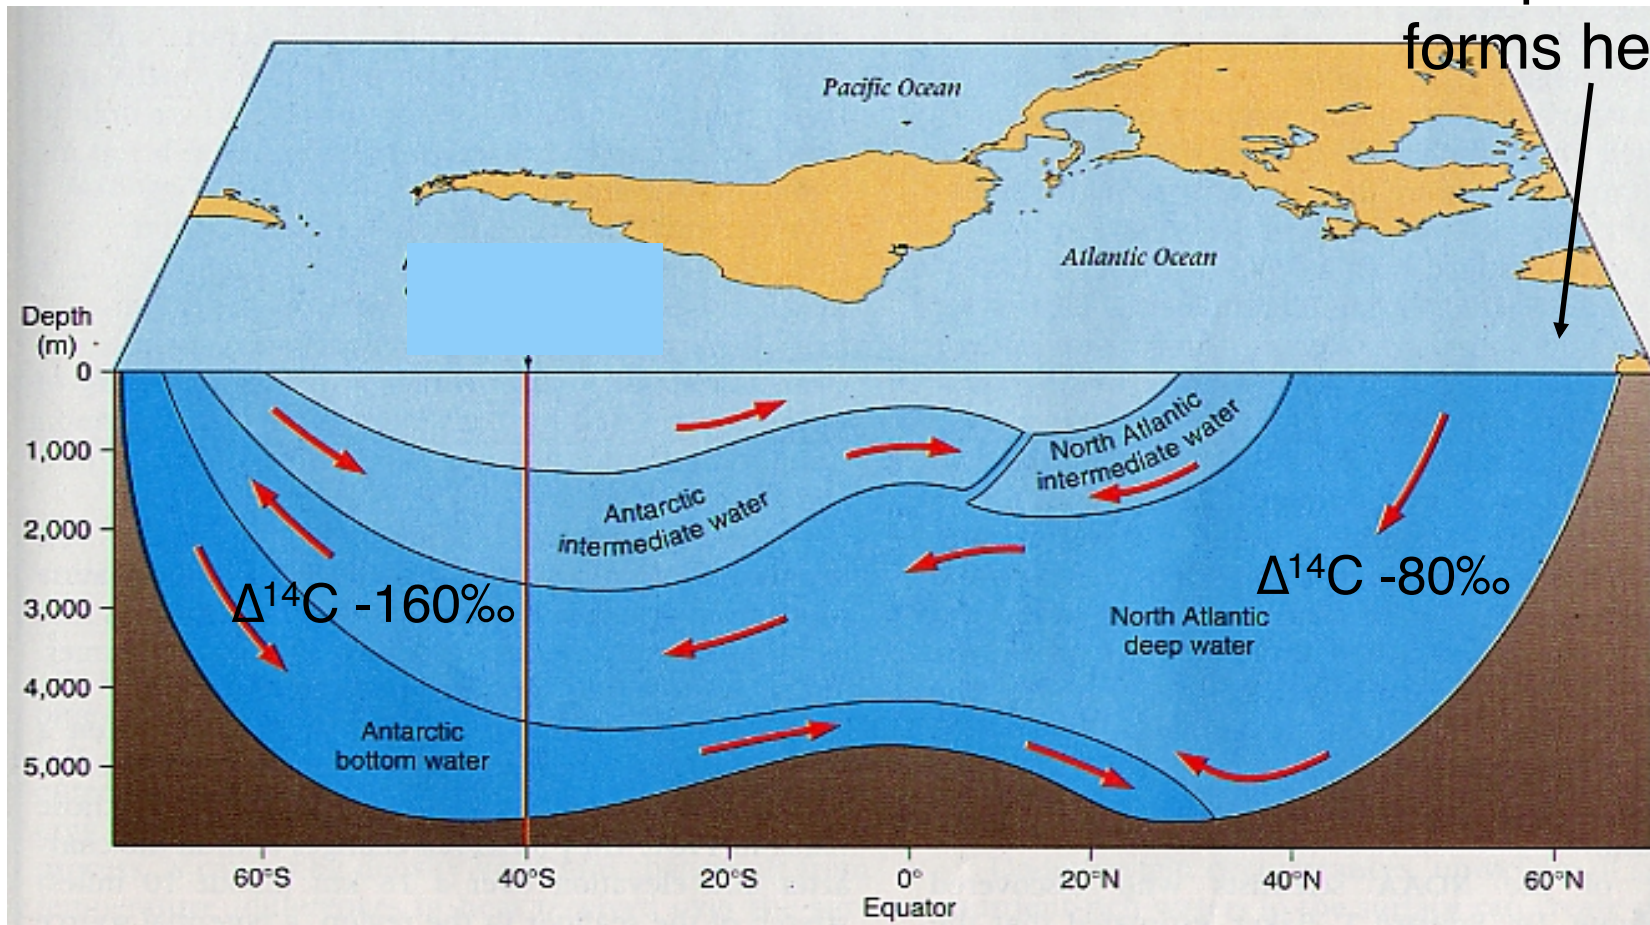 forms he
Pacific Ocean
Atlantic Ocean
Depth
(m)
0
1,000
2,000
3,000
4,000
5,000
North Atlantic
intermediate water
Antarctic
intermediate water
Δ¹⁴C -160‰
Δ¹⁴C -80‰
North Atlantic
deep water
Antarctic
bottom water
60°S
40°S
20°S
0°
20°N
40°N
60°N
Equator